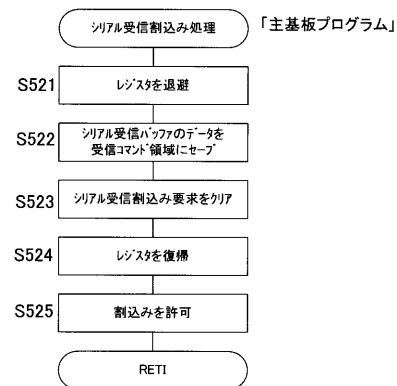 シリアル受信割込み処理
「主基板プログラム」
S521
レジスタを退避
S522
シリアル受信バッファのデータを
受信コマンド領域にセーブ
S523
シリアル受信割込み要求をクリア
S524
レジスタを復帰
S525
割込みを許可
RETI